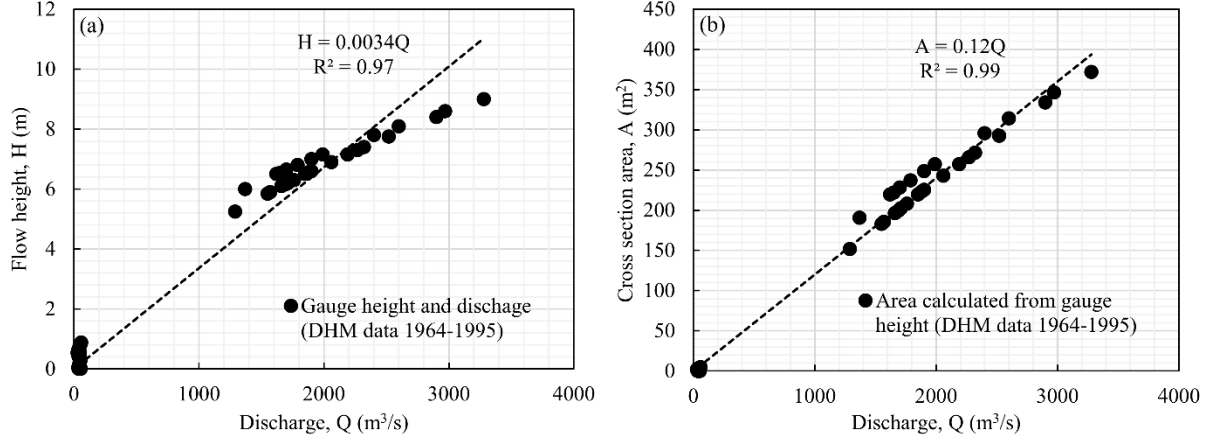 (a)
H = 0.0034Q
R² = 0.97
Flow height, H (m)
12
10
8
6
4
2
0
Gauge height and dischage
(DHM data 1964-1995)
0 1000 2000 3000 4000
Discharge, Q (m³/s)
(b)
A = 0.12Q
R² = 0.99
Cross section area, A (m²)
450
400
350
300
250
200
150
100
50
0
Area calculated from gauge
height (DHM data 1964-1995)
0 1000 2000 3000 4000
Discharge, Q (m³/s)